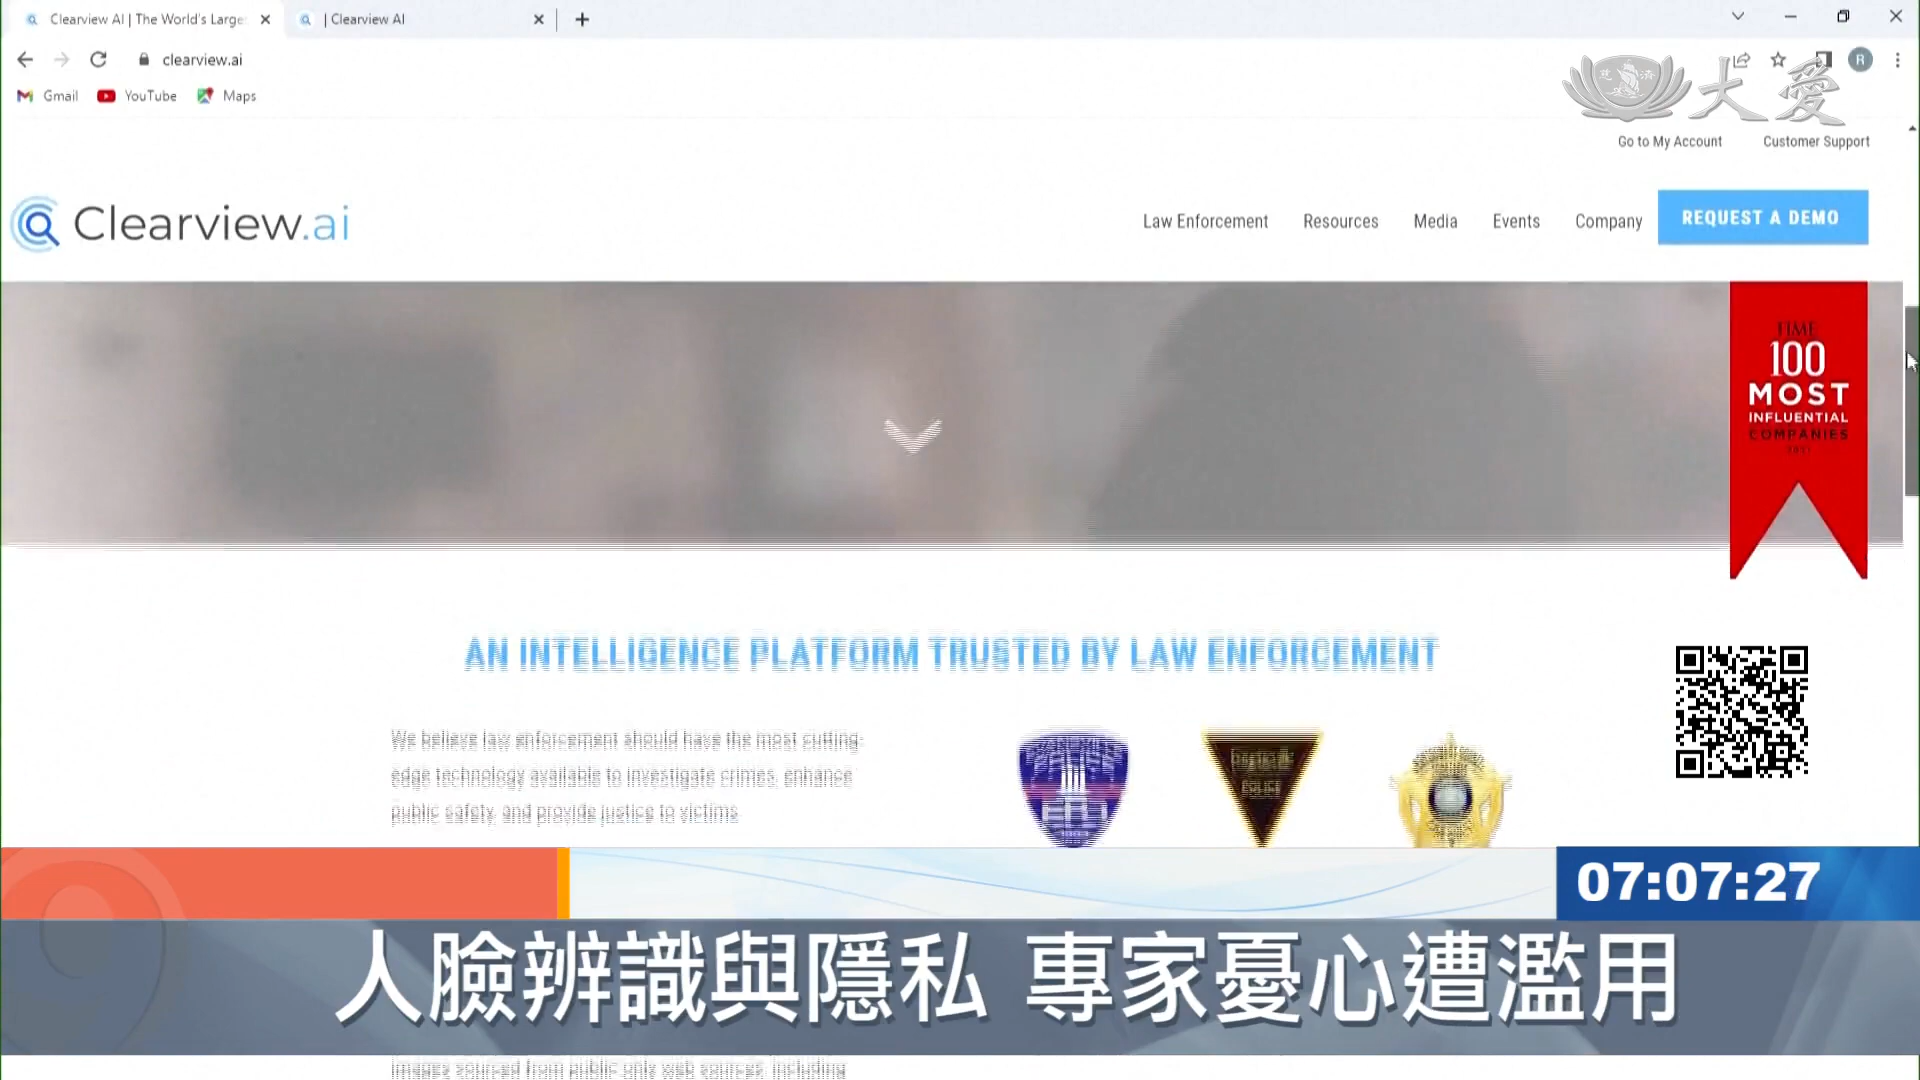 Clearview AI | The World's Large
| Clearview AI
clearview.ai
R
Gmail
YouTube
Maps
大愛
Go to My Account
Customer Support
Clearview.ai
Law Enforcement
Resources
Media
Events
Company
REQUEST A DEMO
TIME
100
MOST
INFLUENTIAL
COMPANIES
AN INTELLIGENCE PLATFORM TRUSTED BY LAW ENFORCEMENT
We believe law enforcement should have the most cutting-
edge technology available to investigate crimes, enhance
public safety, and provide justice to victims
07:07:27
人臉辨識與隱私 專家憂心遭濫用
images sourced from public-only web sources, including